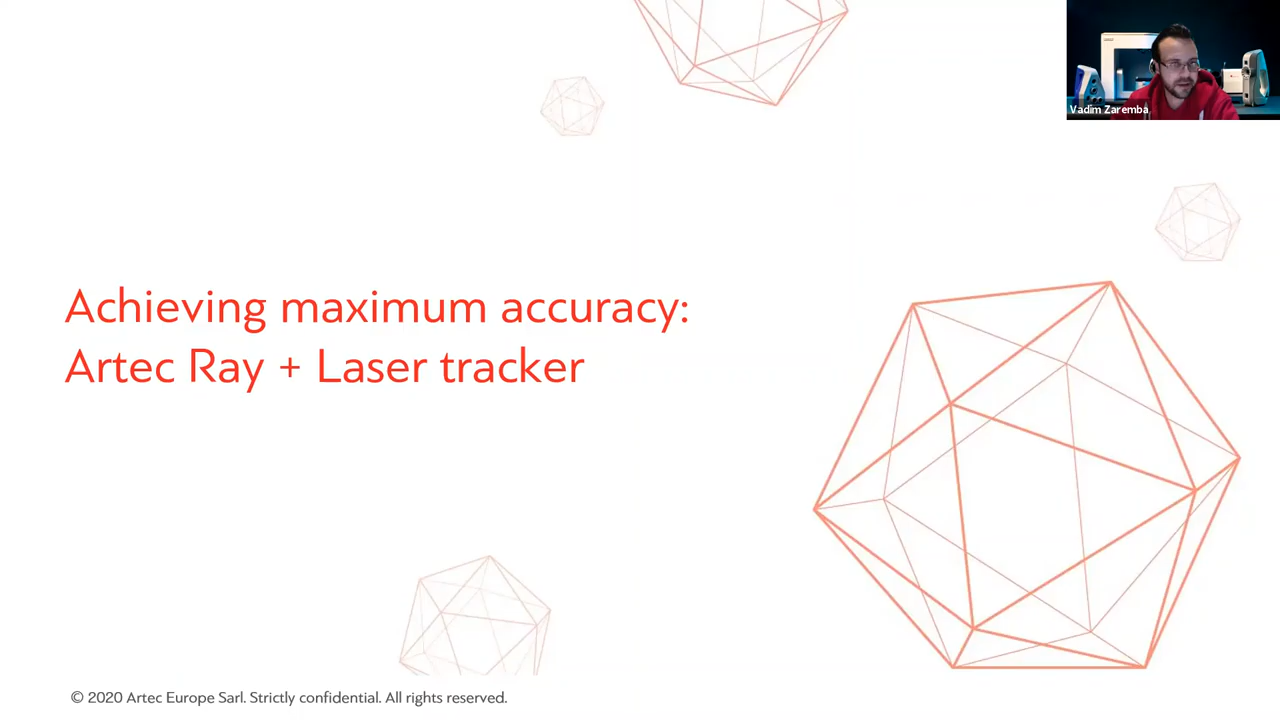 Vadim Zaremba
Achieving maximum accuracy:
Artec Ray + Laser tracker
© 2020 Artec Europe Sarl. Strictly confidential. All rights reserved.